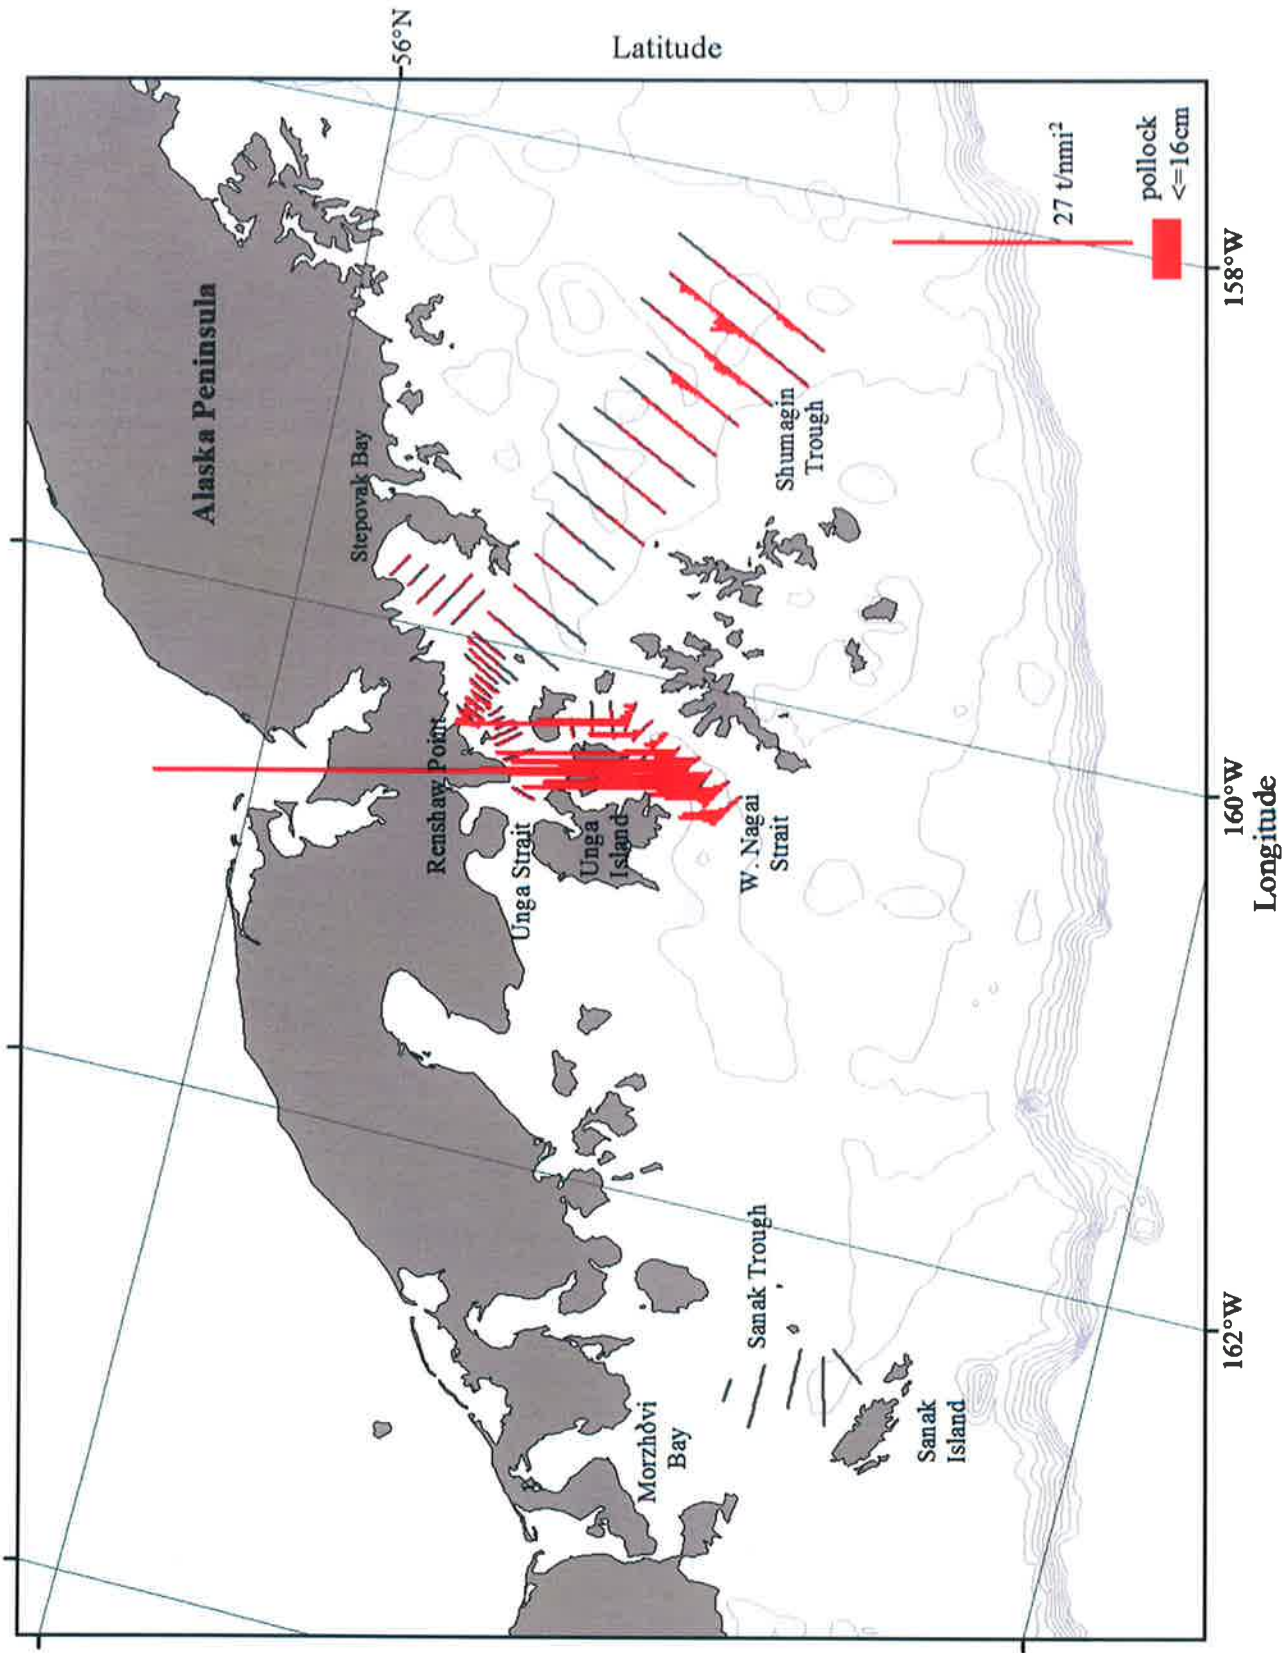 Latitude
56°N
Alaska Peninsula
Stepovak Bay
Renshaw Point
Unga Strait
Unga
Island
W. Nagai
Strait
Shumagin
Trough
Sanak Trough
Morzhovi
Bay
Sanak
Island
27 t/nmi²
pollock
<=16cm
158°W
160°W
162°W
Longitude